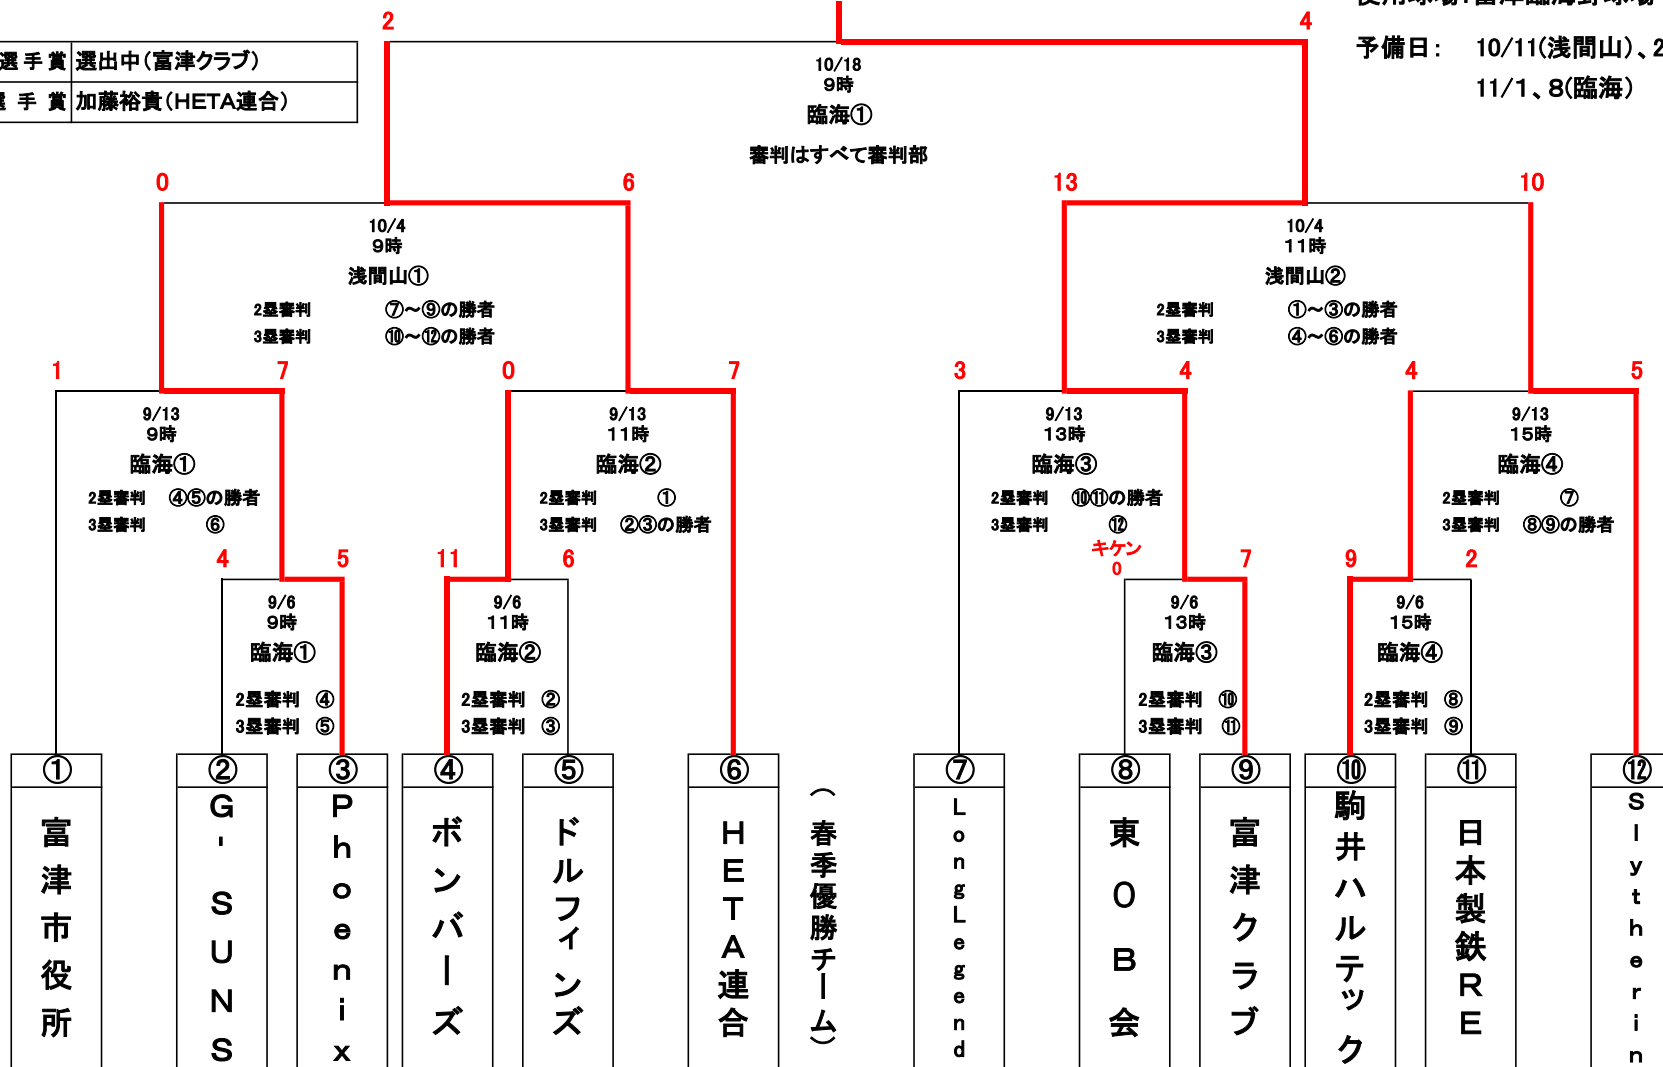 使用球場：富津臨海野球場
2
4
選手賞 選出中（富津クラブ）
選手賞 加藤裕貴（HETA連合）
予備日： 10/11(浅間山)、2
11/1、8(臨海)
10/18
9時
臨海①
審判はすべて審判部
0
6
13
10
10/4
9時
浅間山①
2塁審判 ⑦～⑨の勝者
3塁審判 ⑩～⑫の勝者
10/4
11時
浅間山②
2塁審判 ①～③の勝者
3塁審判 ④～⑥の勝者
1
7
0
7
3
4
4
5
9/13
9時
臨海①
2塁審判 ④⑤の勝者
3塁審判 ⑥
9/13
11時
臨海②
2塁審判 ①
3塁審判 ②③の勝者
9/13
13時
臨海③
2塁審判 ⑩⑪の勝者
3塁審判 ⑫
9/13
15時
臨海④
2塁審判 ⑦
3塁審判 ⑧⑨の勝者
4
5
11
6
キケン
0
7
9
2
9/6
9時
臨海①
2塁審判 ④
3塁審判 ⑤
9/6
11時
臨海②
2塁審判 ②
3塁審判 ③
9/6
13時
臨海③
2塁審判 ⑩
3塁審判 ⑪
9/6
15時
臨海④
2塁審判 ⑧
3塁審判 ⑨
①
富津市役所
②
G'SUNS
③
Phoenix
④
ボンバーズ
⑤
ドルフィンズ
⑥
HETA連合
（春季優勝チーム）
⑦
LongLegend
⑧
東OB会
⑨
富津クラブ
⑩
駒井ハルテック
⑪
日本製鉄RE
⑫
Slytherin